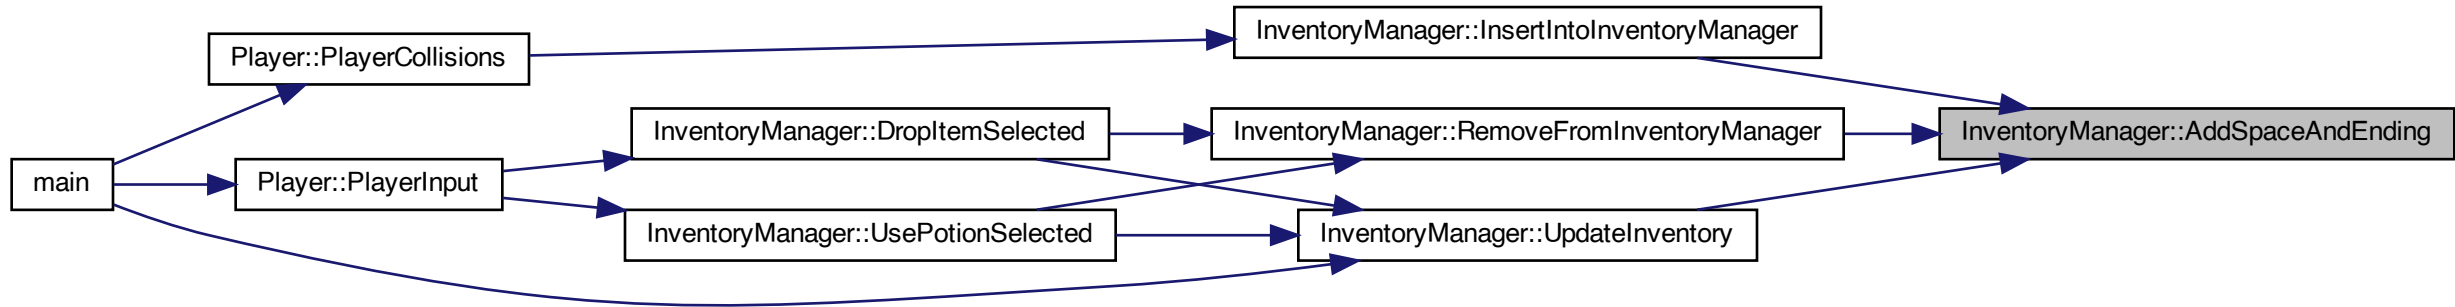 InventoryManager::InsertIntoInventoryManager
Player::PlayerCollisions
InventoryManager::DropItemSelected
InventoryManager::RemoveFromInventoryManager
InventoryManager::AddSpaceAndEnding
main
Player::PlayerInput
InventoryManager::UsePotionSelected
InventoryManager::UpdateInventory